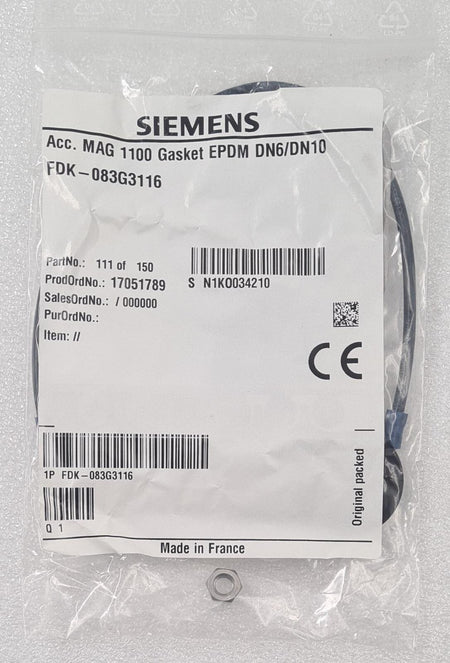 SIEMENS
Acc. MAG 1100 Gasket EPDM DN6/DN10
FDK-083G3116
PartNo.: 111 of 150
ProdOrdNo.: 17051789
S N1KO034210
SalesOrdNo.: / 000000
PurOrdNo.:
Item: //
CE
1P FDK-083G3116
Q 1
Original packed
Made in France